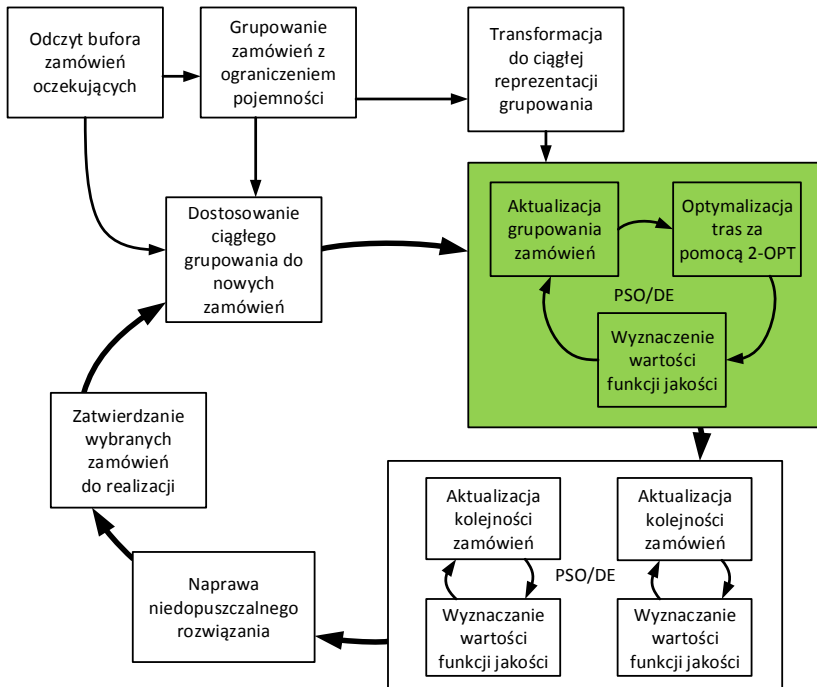 Odczyt bufora
zamówień
oczekujących
Grupowanie
zamówień z
ograniczeniem
pojemności
Transformacja
do ciągłej
reprezentacji
grupowania
Dostosowanie
ciągłego
grupowania do
nowych
zamówień
Aktualizacja
grupowania
zamówień
Optymalizacja
tras za
pomocą 2-OPT
PSO/DE
Wyznaczenie
wartości
funkcji jakości
Zatwierdzanie
wybranych
zamówień
do realizacji
Aktualizacja
kolejności
zamówień
Aktualizacja
kolejności
zamówień
PSO/DE
Wyznaczanie
wartości
funkcji jakości
Wyznaczanie
wartości
funkcji jakości
Naprawa
niedopuszczalnego
rozwiązania